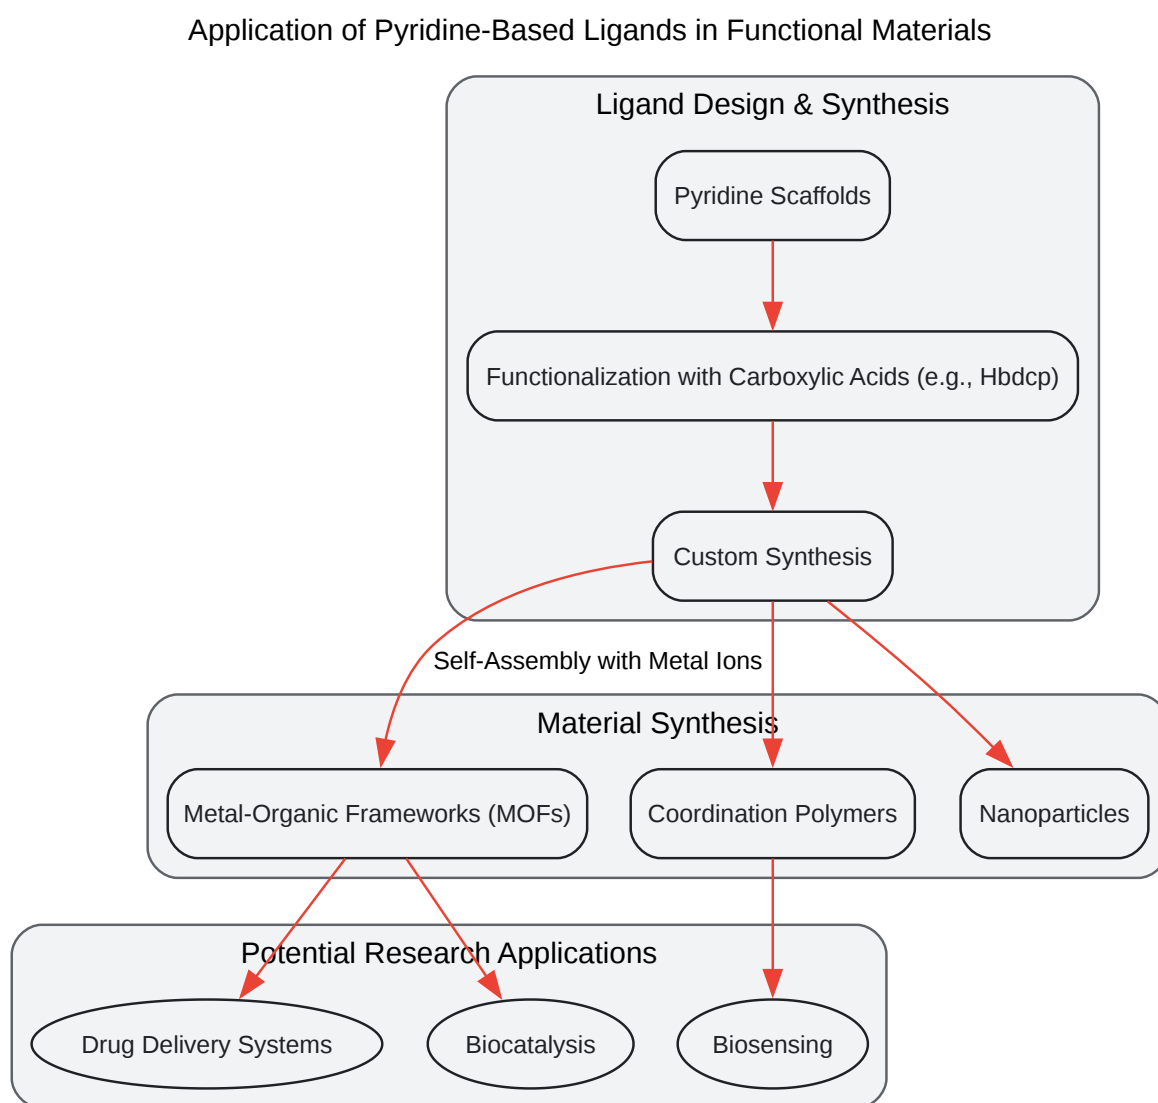 Application of Pyridine-Based Ligands in Functional Materials
Ligand Design & Synthesis
Pyridine Scaffolds
Functionalization with Carboxylic Acids (e.g., Hbdcp)
Custom Synthesis
Self-Assembly with Metal Ions
Material Synthesis
Metal-Organic Frameworks (MOFs)
Coordination Polymers
Nanoparticles
Potential Research Applications
Drug Delivery Systems
Biocatalysis
Biosensing